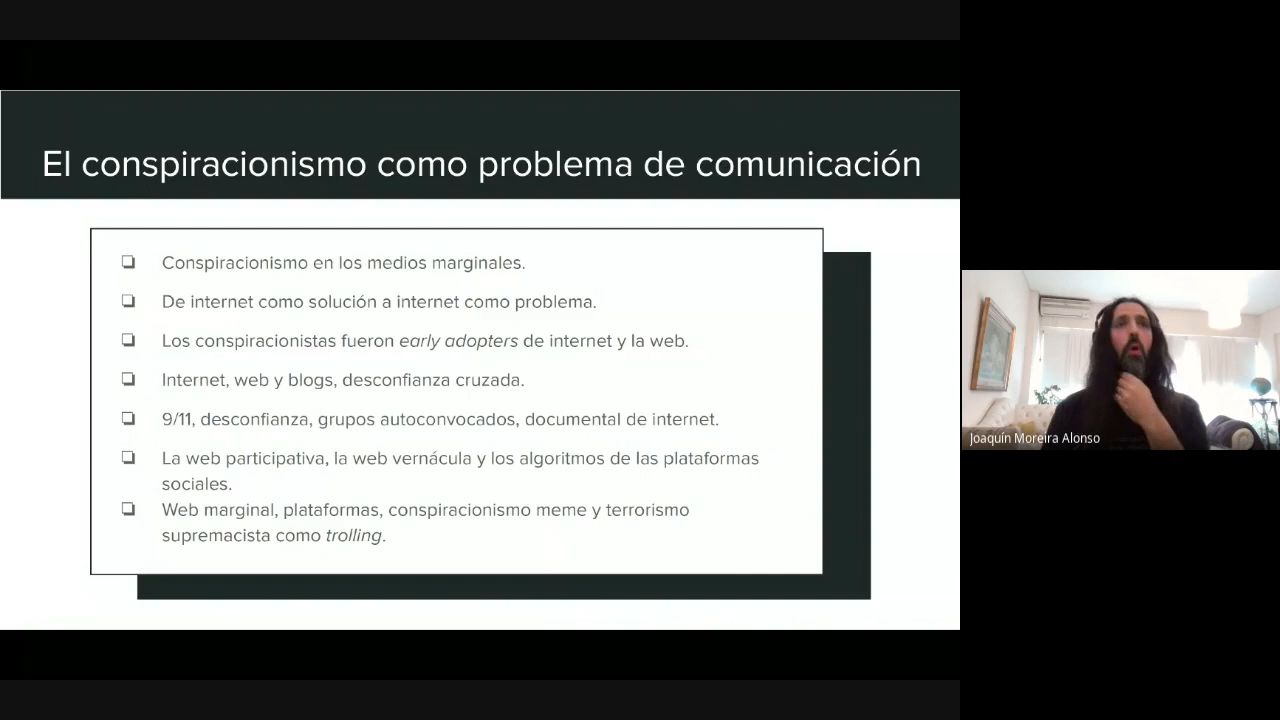 El conspiracionismo como problema de comunicación
❏ Conspiracionismo en los medios marginales.
❏ De internet como solución a internet como problema.
❏ Los conspiracionistas fueron early adopters de internet y la web.
❏ Internet, web y blogs, desconfianza cruzada.
❏ 9/11, desconfianza, grupos autoconvocados, documental de internet.
❏ La web participativa, la web vernácula y los algoritmos de las plataformas
sociales.
❏ Web marginal, plataformas, conspiracionismo meme y terrorismo
supremacista como trolling.
Joaquín Moreira Alonso